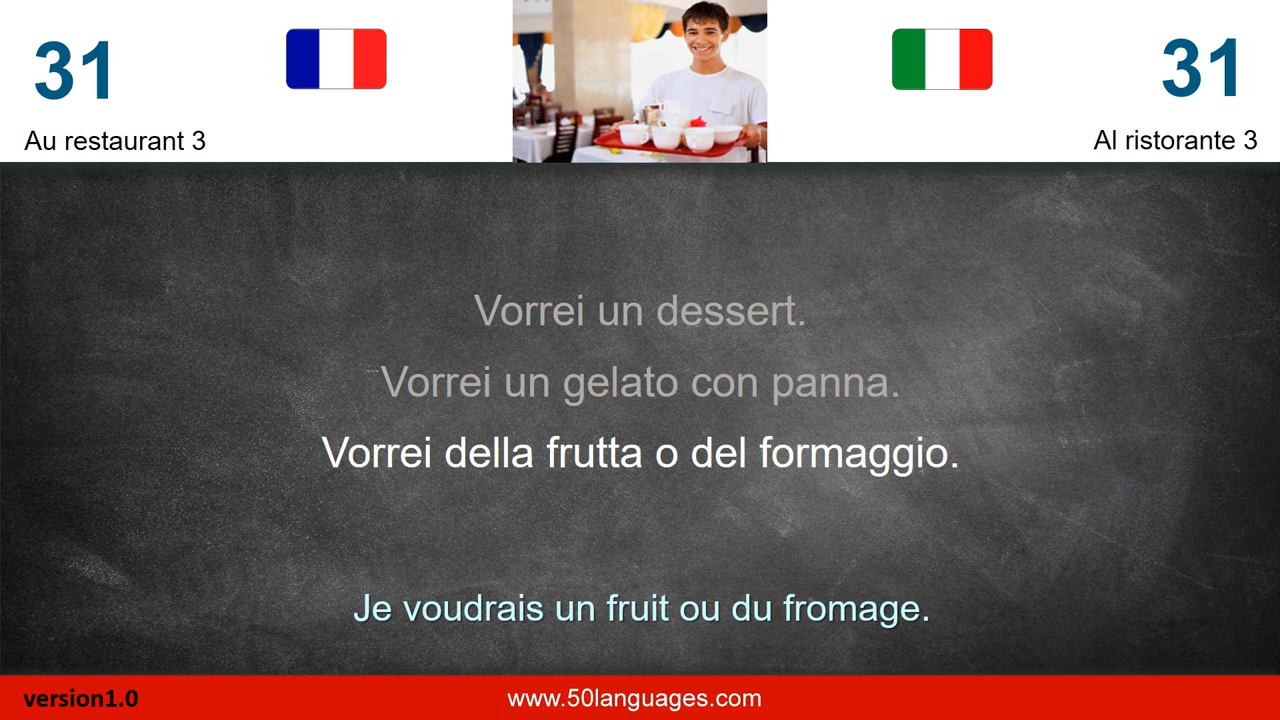 31
31
Au restaurant 3
Al ristorante 3
Vorrei un dessert.
Vorrei un gelato con panna.
Vorrei della frutta o del formaggio.
Je voudrais un fruit ou du fromage.
version1.0
www.50languages.com